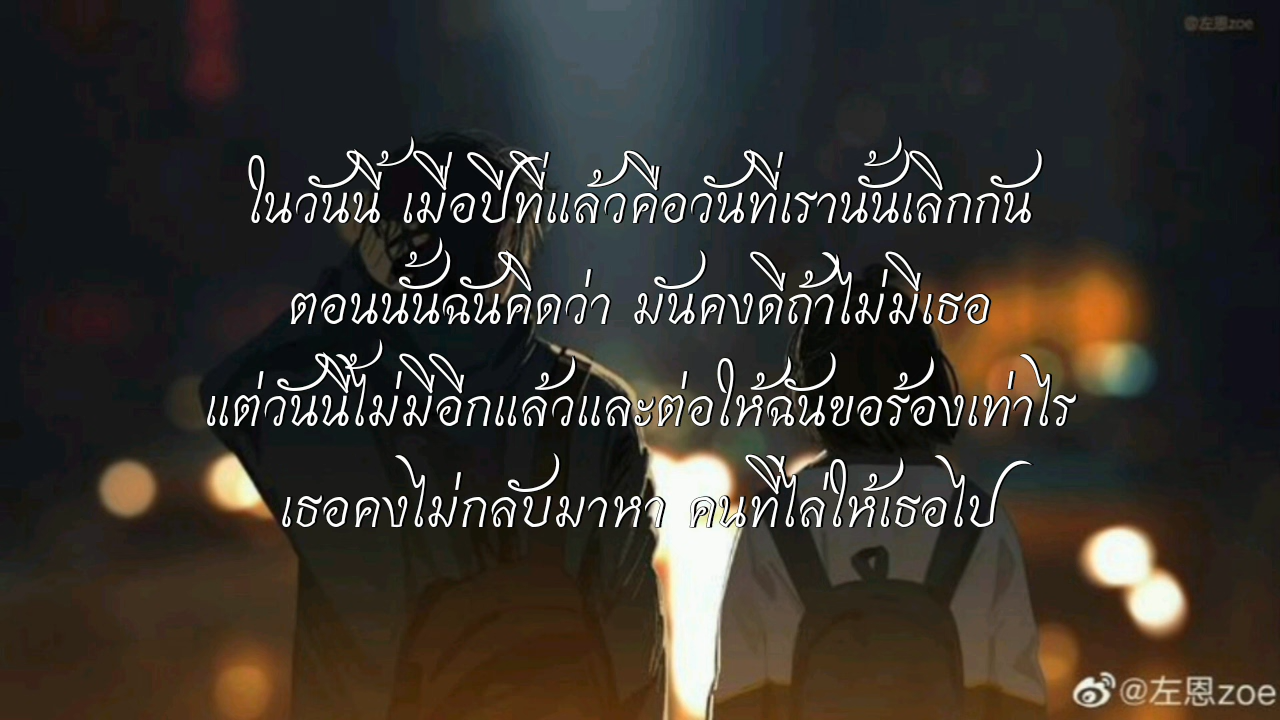 @左恩zoe
ในวันนี้ เมื่อปีที่แล้วคือวันที่เรานั้นเลิกกัน
ตอนนั้นฉันคิดว่า มันคงดีถ้าไม่มีเธอ
แต่วันนี้ไม่มีอีกแล้วและต่อให้ฉันขอร้องเท่าไร
เธอคงไม่กลับมาหา คนที่ไล่ให้เธอไป
@左恩zoe